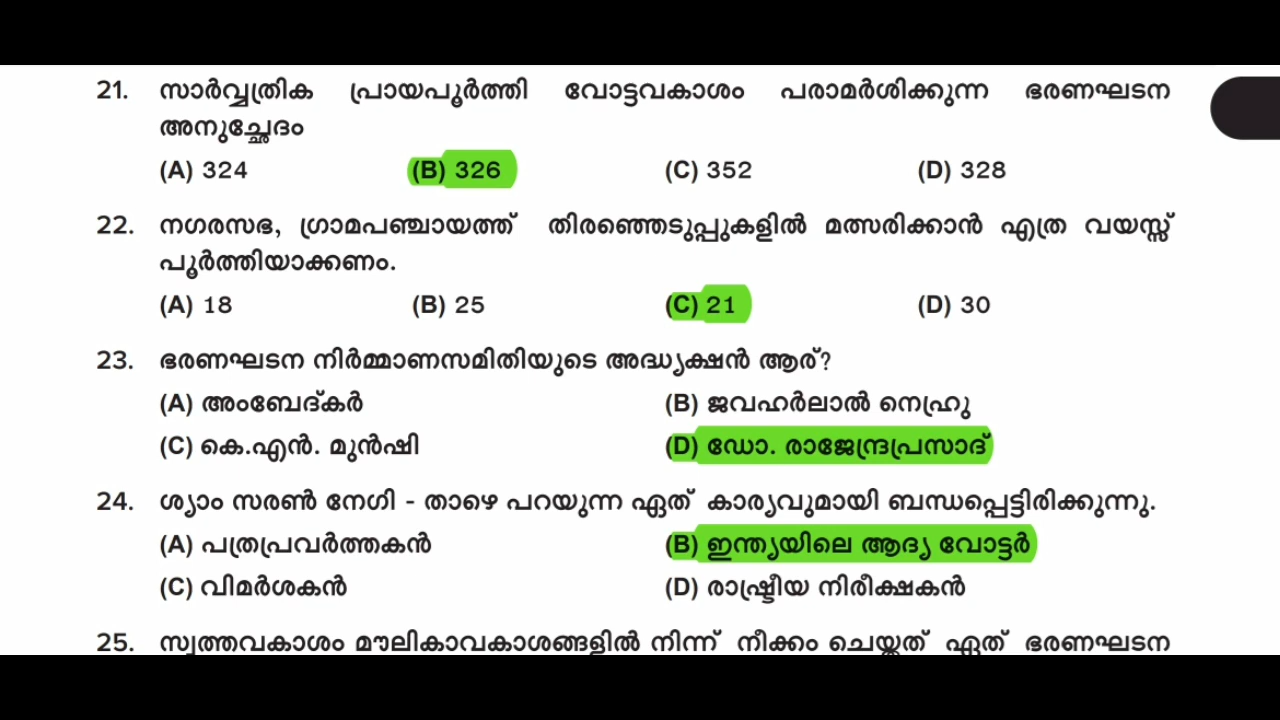 21. സാർവ്വത്രിക പ്രായപൂർത്തി വോട്ടവകാശം പരാമർശിക്കുന്ന ഭരണഘടന
അനുച്ഛേദം
(A) 324 (B) 326 (C) 352 (D) 328
22. നഗരസഭ, ഗ്രാമപഞ്ചായത്ത് തിരഞ്ഞെടുപ്പുകളിൽ മത്സരിക്കാൻ എത്ര വയസ്സ്
പൂർത്തിയാക്കണം.
(A) 18 (B) 25 (C) 21 (D) 30
23. ഭരണഘടന നിർമ്മാണസമിതിയുടെ അദ്ധ്യക്ഷൻ ആര്?
(A) അംബേദ്കർ (B) ജവഹർലാൽ നെഹ്രു
(C) കെ.എൻ. മുൻഷി (D) ഡോ. രാജേന്ദ്രപ്രസാദ്
24. ശ്യാം സരൺ നേഗി - താഴെ പറയുന്ന ഏത് കാര്യവുമായി ബന്ധപ്പെട്ടിരിക്കുന്നു.
(A) പത്രപ്രവർത്തകൻ (B) ഇന്ത്യയിലെ ആദ്യ വോട്ടർ
(C) വിമർശകൻ (D) രാഷ്ട്രീയ നിരീക്ഷകൻ
25. സ്വത്തവകാശം മൗലികാവകാശങ്ങളിൽ നിന്ന് നീക്കം ചെയ്തത് ഏത് ഭരണഘടന